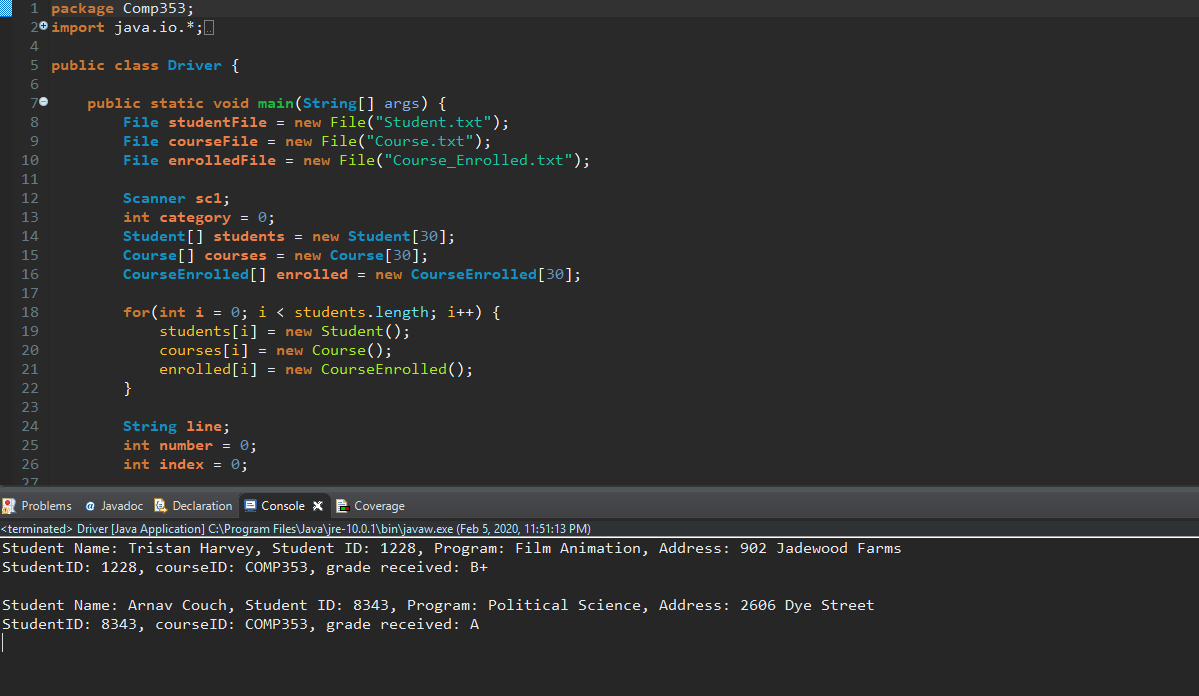 1 package Comp353;
2 import java.io.*;
4
5 public class Driver {
6
7 public static void main(String[] args) {
8 File studentFile = new File("Student.txt");
9 File courseFile = new File("Course.txt");
10 File enrolledFile = new File("Course_Enrolled.txt");
11
12 Scanner sc1;
13 int category = 0;
14 Student[] students = new Student[30];
15 Course[] courses = new Course[30];
16 CourseEnrolled[] enrolled = new CourseEnrolled[30];
17
18 for(int i = 0; i < students.length; i++) {
19 students[i] = new Student();
20 courses[i] = new Course();
21 enrolled[i] = new CourseEnrolled();
22 }
23
24 String line;
25 int number = 0;
26 int index = 0;
27
Problems @ Javadoc Declaration Console Coverage
<terminated> Driver [Java Application] C:\Program Files\Java\jre-10.0.1\bin\javaw.exe (Feb 5, 2020, 11:51:13 PM)
Student Name: Tristan Harvey, Student ID: 1228, Program: Film Animation, Address: 902 Jadewood Farms
StudentID: 1228, courseID: COMP353, grade received: B+
Student Name: Arnav Couch, Student ID: 8343, Program: Political Science, Address: 2606 Dye Street
StudentID: 8343, courseID: COMP353, grade received: A